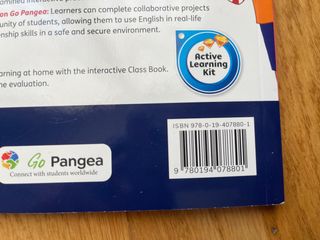 on Go Pangea: Learners can complete collaborative projects
unity of students, allowing them to use English in real-life
nship skills in a safe and secure environment.
Active
Learning
Kit
arning at home with the interactive Class Book.
e evaluation.
ISBN 978-0-19-407880-1
9 780194 078801
Go Pangea
Connect with students worldwide